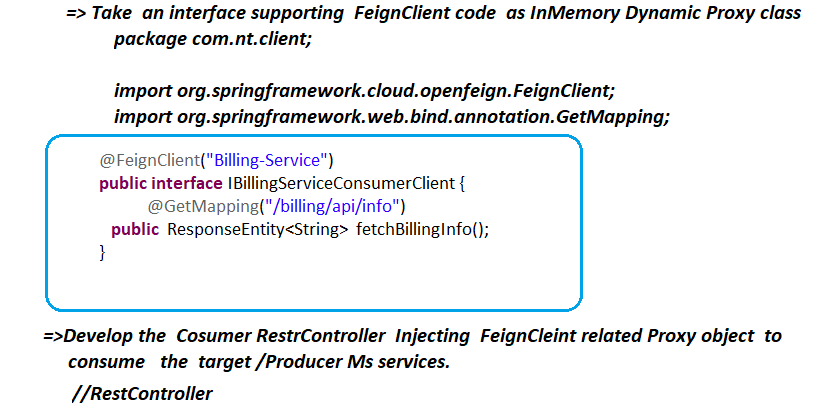 => Take an interface supporting FeignClient code as InMemory Dynamic Proxy class
package com.nt.client;
import org.springframework.cloud.openfeign.FeignClient;
import org.springframework.web.bind.annotation.GetMapping;
@FeignClient("Billing-Service")
public interface IBillingServiceConsumerClient {
@GetMapping("/billing/api/info")
public ResponseEntity<String> fetchBillingInfo();
}
=>Develop the Cosumer RestrController Injecting FeignCleint related Proxy object to
consume the target /Producer Ms services.
//RestController